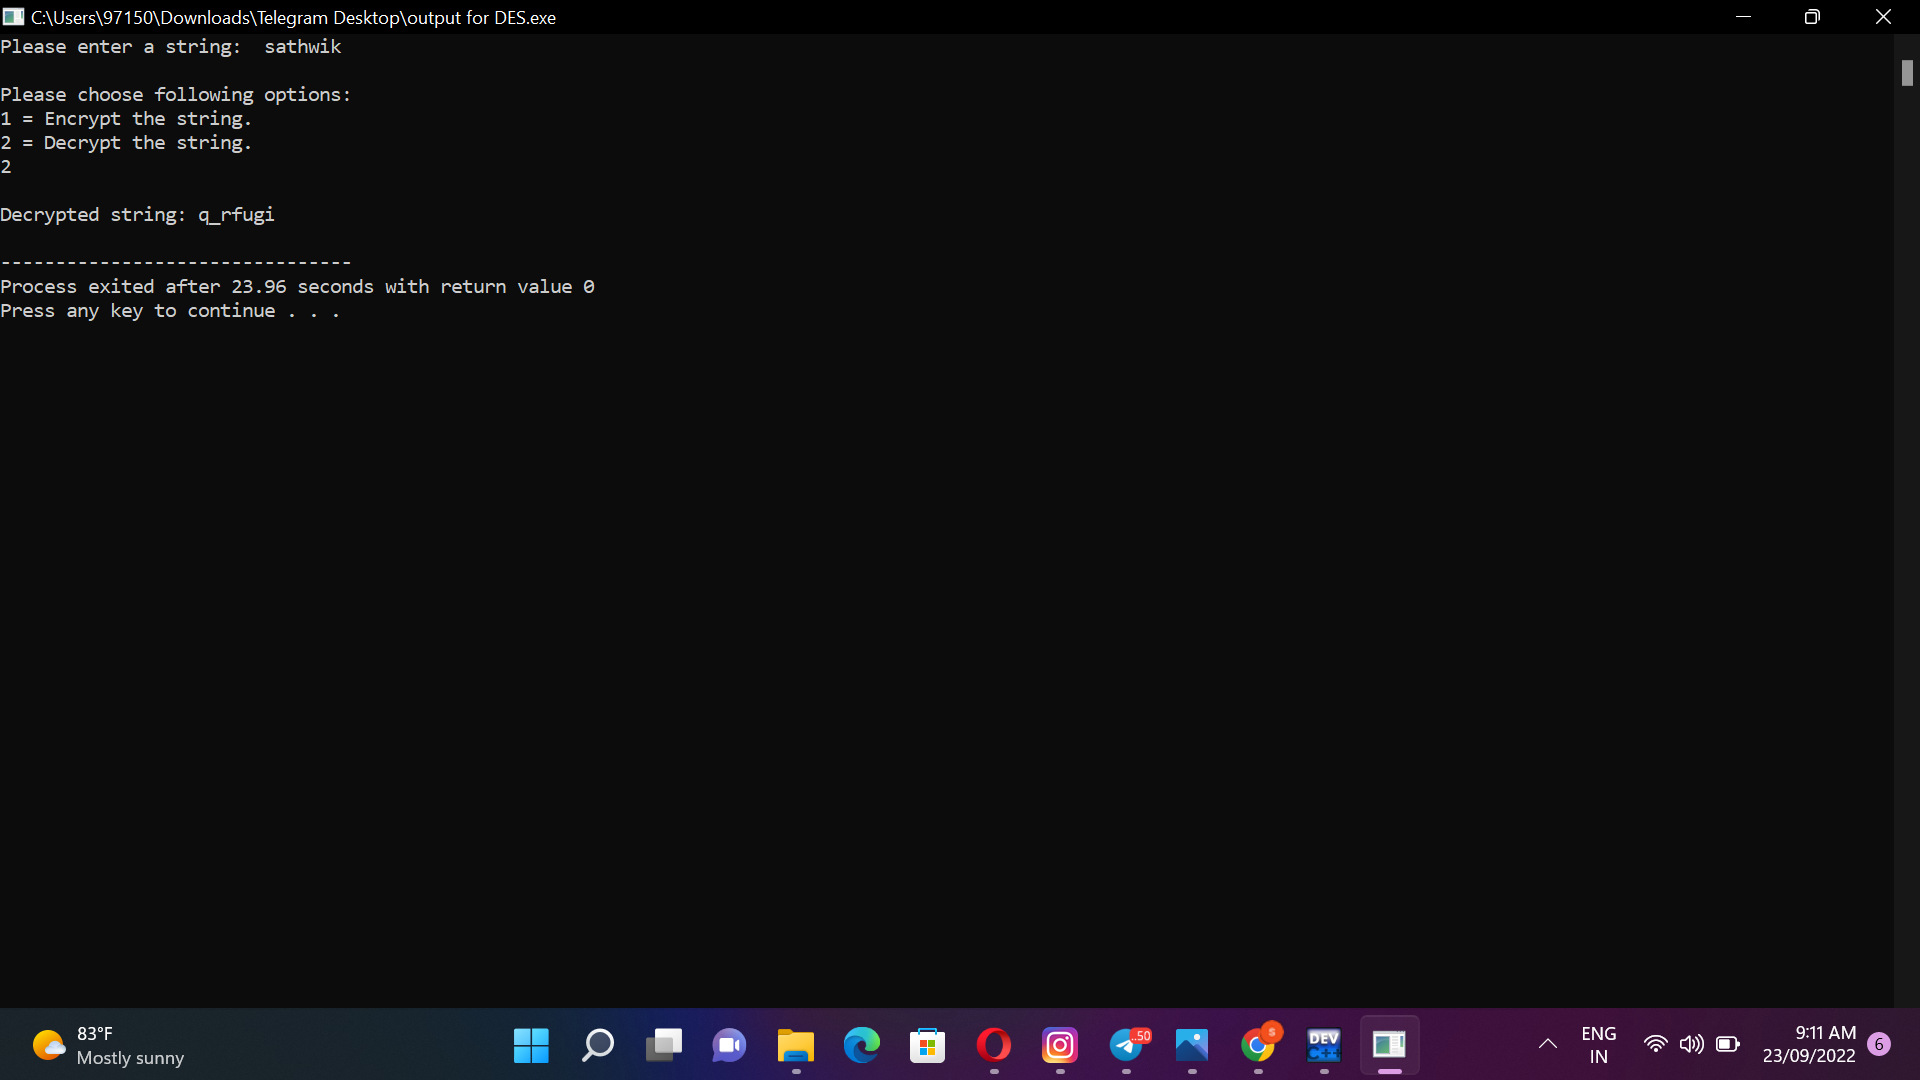 C:\Users\97150\Downloads\Telegram Desktop\output for DES.exe
Please enter a string:  sathwik
Please choose following options:
1 = Encrypt the string.
2 = Decrypt the string.
2
Decrypted string: q_rfugi
--------------------------------
Process exited after 23.96 seconds with return value 0
Press any key to continue . . .
83°F
Mostly sunny
..50
S
DEV
C++
ENG
IN
9:11 AM
23/09/2022
6